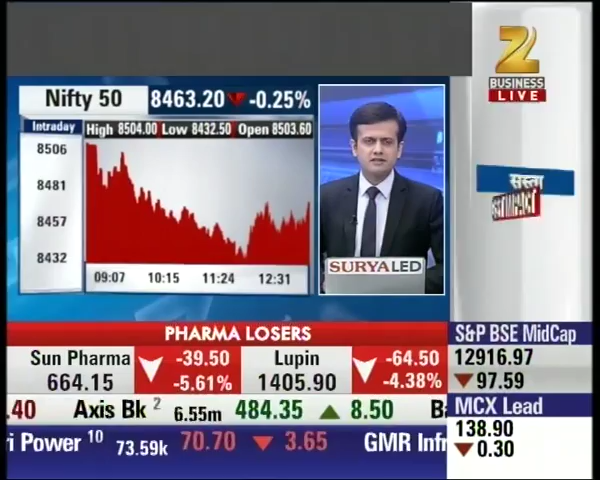 Z
BUSINESS
LIVE
Nifty 50 8463.20 -0.25%
Intraday High 8504.00 Low 8432.50 Open 8503.60
8506
8481
8457
8432
09:07 10:15 11:24 12:31
SURYA LED
सस्ता
PHARMA LOSERS
Sun Pharma -39.50 Lupin -64.50
664.15 -5.61% 1405.90 -4.38%
S&P BSE MidCap
12916.97
97.59
.40 Axis Bk 2 6.55m 484.35 8.50 Ba
MCX Lead
138.90
0.30
ri Power 10 73.59k 70.70 3.65 GMR Infr